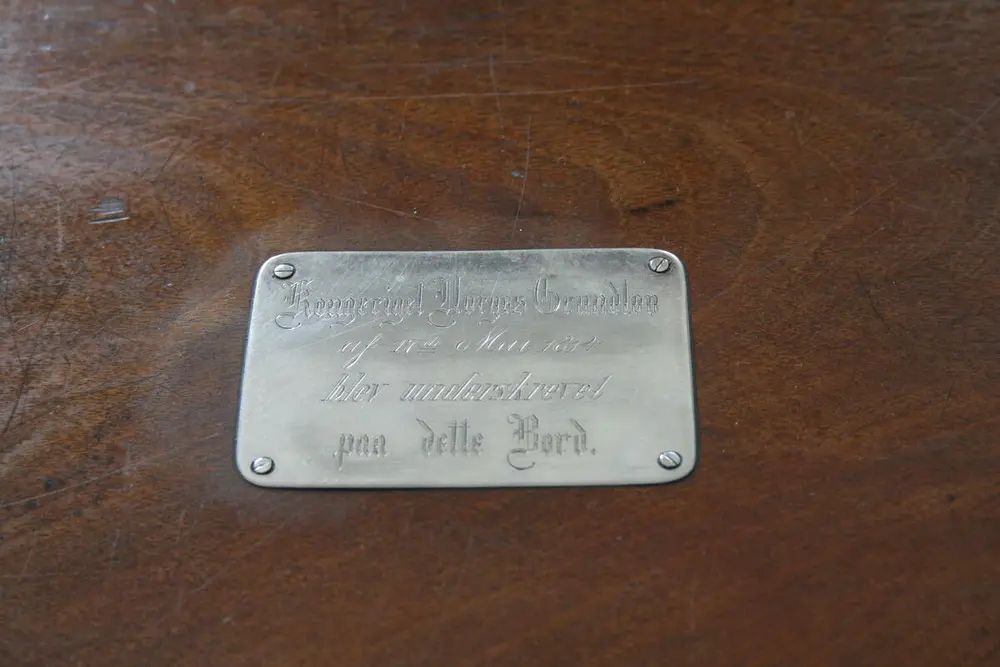 Kongeriget Norges Grundlov
af 17de Mai 1814
blev underskrevet
paa dette Bord.